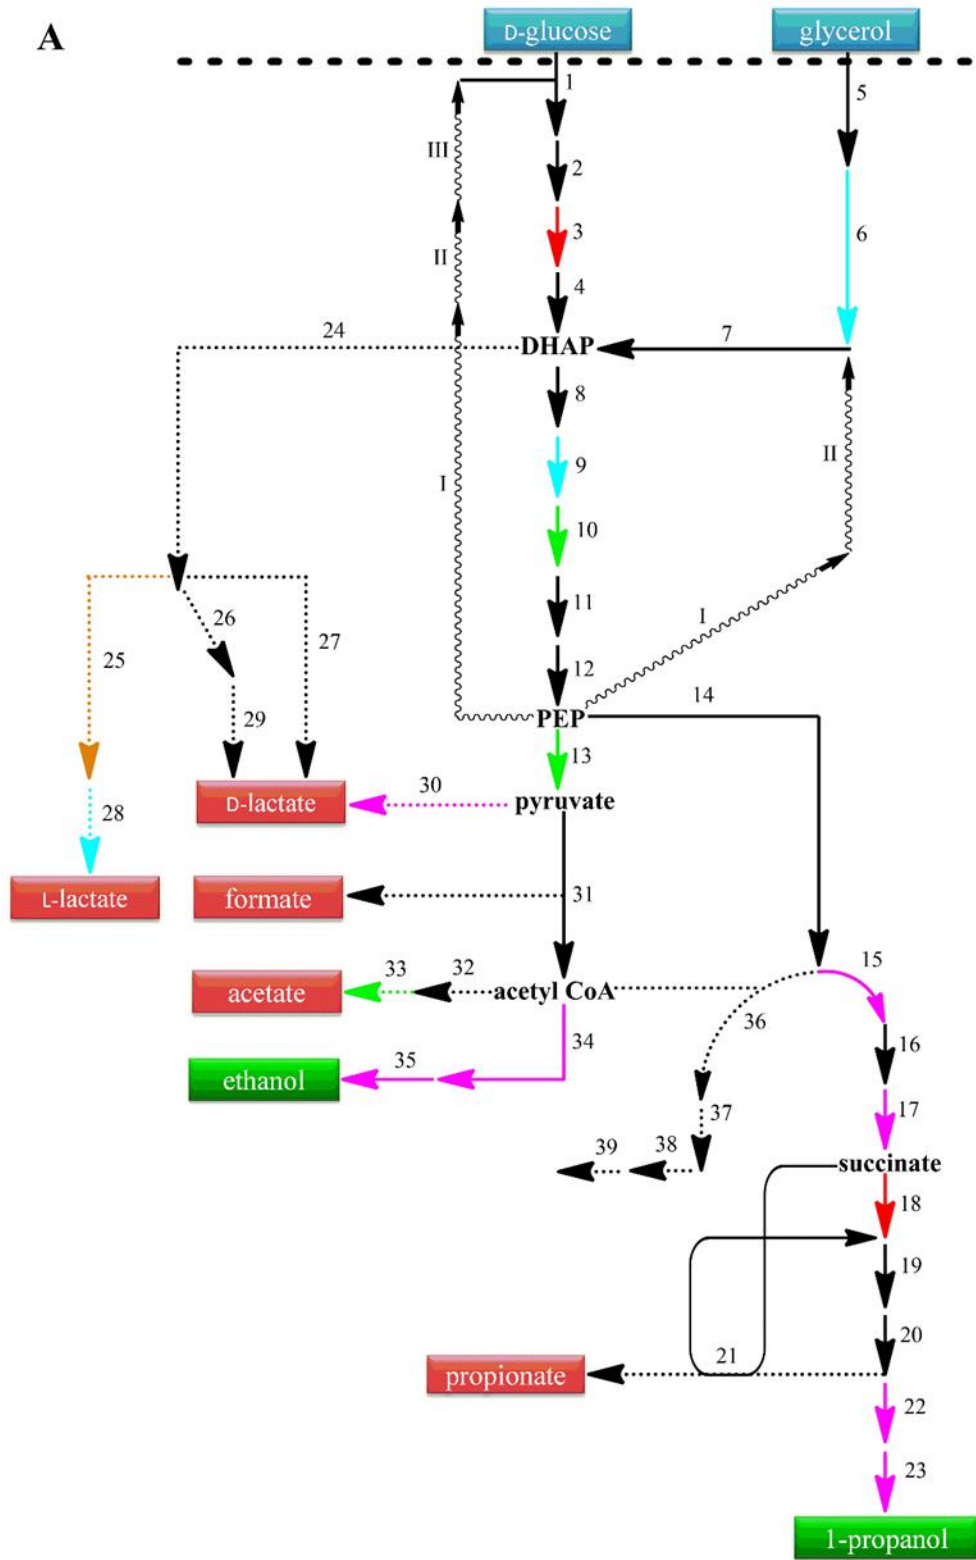 A
D-glucose
glycerol
1
5
III
2
3
6
II
4
24
7
DHAP
8
II
9
I
10
11
26
I
25
27
12
14
29
PEP
13
30
D-lactate
pyruvate
28
L-lactate
formate
31
15
33
32
acetate
acetyl CoA
36
34
16
35
ethanol
37
17
39
38
succinate
18
19
20
21
propionate
22
23
1-propanol